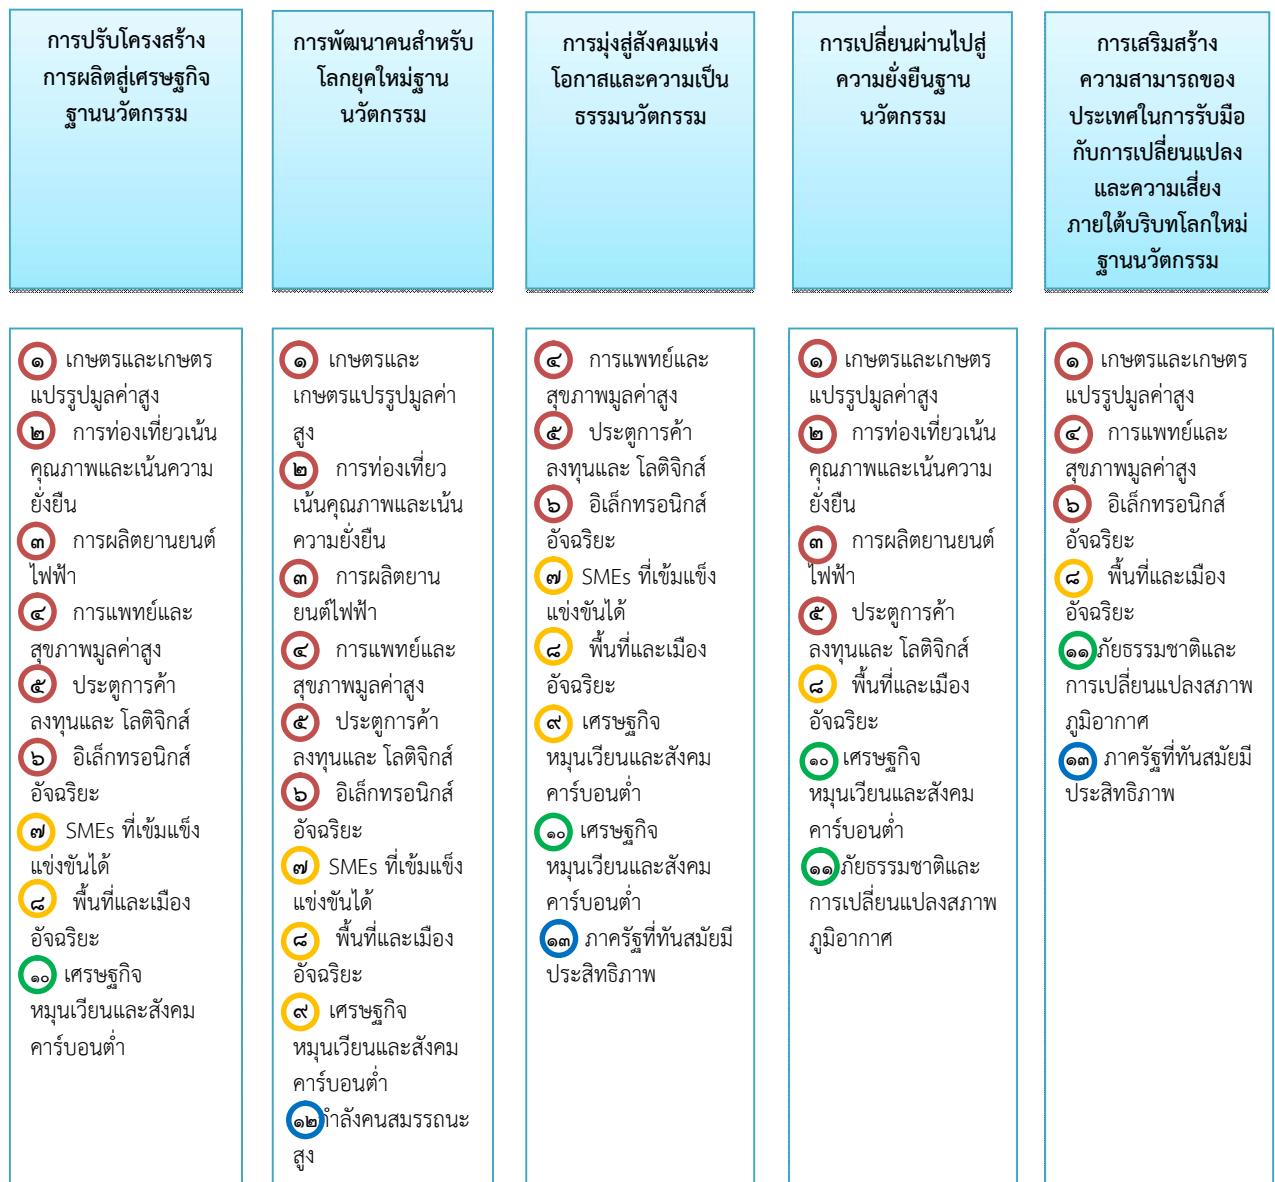 การปรับโครงสร้าง
การผลิตสู่เศรษฐกิจ
ฐานนวัตกรรม
การพัฒนาคนสำหรับ
โลกยุคใหม่ฐาน
นวัตกรรม
การมุ่งสู่สังคมแห่ง
โอกาสและความเป็น
ธรรมนวัตกรรม
การเปลี่ยนผ่านไปสู่
ความยั่งยืนฐาน
นวัตกรรม
การเสริมสร้าง
ความสามารถของ
ประเทศในการรับมือ
กับการเปลี่ยนแปลง
และความเสี่ยง
ภายใต้บริบทโลกใหม่
ฐานนวัตกรรม
๑ เกษตรและเกษตร
แปรรูปมูลค่าสูง
๒ การท่องเที่ยวเน้น
คุณภาพและเน้นความ
ยั่งยืน
๓ การผลิตยานยนต์
ไฟฟ้า
๔ การแพทย์และ
สุขภาพมูลค่าสูง
๕ ประตูการค้า
ลงทุนและ โลติจิกส์
๖ อิเล็กทรอนิกส์
อัจฉริยะ
๗ SMEs ที่เข้มแข็ง
แข่งขันได้
๘ พื้นที่และเมือง
อัจฉริยะ
๑๐ เศรษฐกิจ
หมุนเวียนและสังคม
คาร์บอนต่ำ
๑ เกษตรและ
เกษตรแปรรูปมูลค่า
สูง
๒ การท่องเที่ยว
เน้นคุณภาพและเน้น
ความยั่งยืน
๓ การผลิตยาน
ยนต์ไฟฟ้า
๔ การแพทย์และ
สุขภาพมูลค่าสูง
๕ ประตูการค้า
ลงทุนและ โลติจิกส์
๖ อิเล็กทรอนิกส์
อัจฉริยะ
๗ SMEs ที่เข้มแข็ง
แข่งขันได้
๘ พื้นที่และเมือง
อัจฉริยะ
๙ เศรษฐกิจ
หมุนเวียนและสังคม
คาร์บอนต่ำ
๑๒ กำลังคนสมรรถนะ
สูง
๔ การแพทย์และ
สุขภาพมูลค่าสูง
๕ ประตูการค้า
ลงทุนและ โลติจิกส์
๖ อิเล็กทรอนิกส์
อัจฉริยะ
๗ SMEs ที่เข้มแข็ง
แข่งขันได้
๘ พื้นที่และเมือง
อัจฉริยะ
๙ เศรษฐกิจ
หมุนเวียนและสังคม
คาร์บอนต่ำ
๑๐ เศรษฐกิจ
หมุนเวียนและสังคม
คาร์บอนต่ำ
๑๓ ภาครัฐที่ทันสมัยมี
ประสิทธิภาพ
๑ เกษตรและเกษตร
แปรรูปมูลค่าสูง
๒ การท่องเที่ยวเน้น
คุณภาพและเน้นความ
ยั่งยืน
๓ การผลิตยานยนต์
ไฟฟ้า
๕ ประตูการค้า
ลงทุนและ โลติจิกส์
๘ พื้นที่และเมือง
อัจฉริยะ
๑๐ เศรษฐกิจ
หมุนเวียนและสังคม
คาร์บอนต่ำ
๑๑ ภัยธรรมชาติและ
การเปลี่ยนแปลงสภาพ
ภูมิอากาศ
๑ เกษตรและเกษตร
แปรรูปมูลค่าสูง
๔ การแพทย์และ
สุขภาพมูลค่าสูง
๖ อิเล็กทรอนิกส์
อัจฉริยะ
๘ พื้นที่และเมือง
อัจฉริยะ
๑๑ ภัยธรรมชาติและ
การเปลี่ยนแปลงสภาพ
ภูมิอากาศ
๑๓ ภาครัฐที่ทันสมัยมี
ประสิทธิภาพ